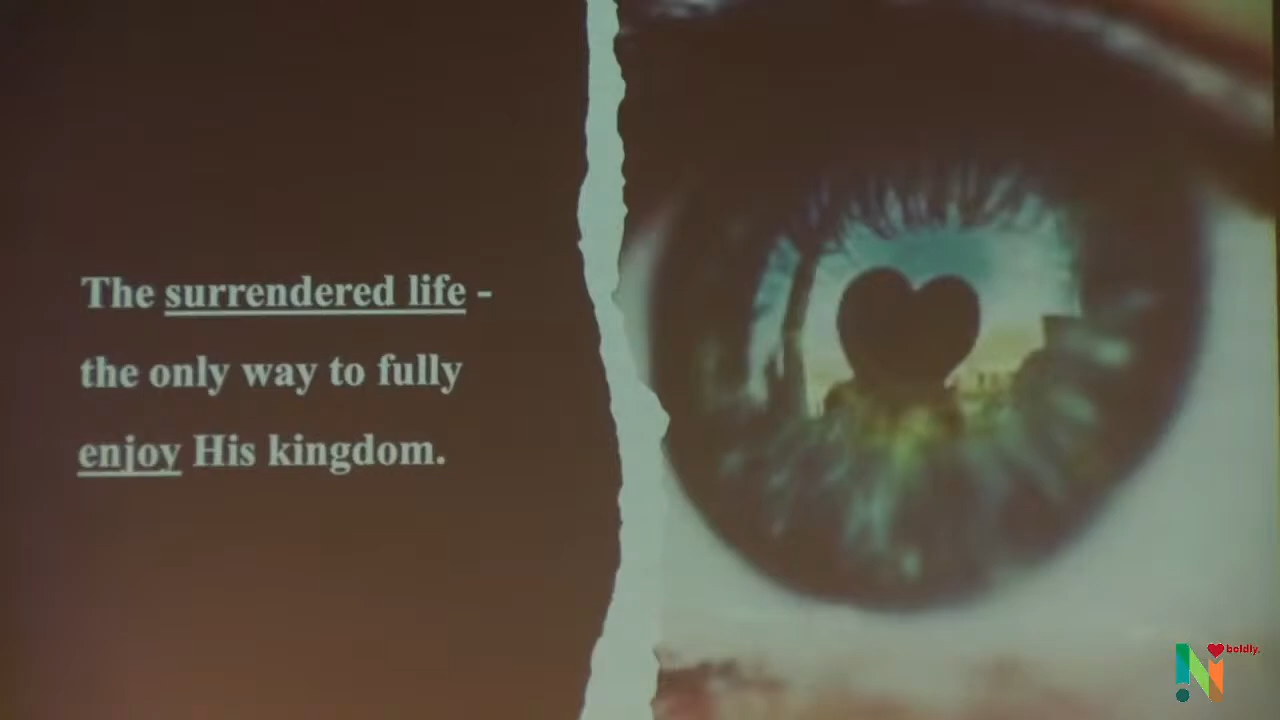 The surrendered life -
the only way to fully
enjoy His kingdom.
boldly.